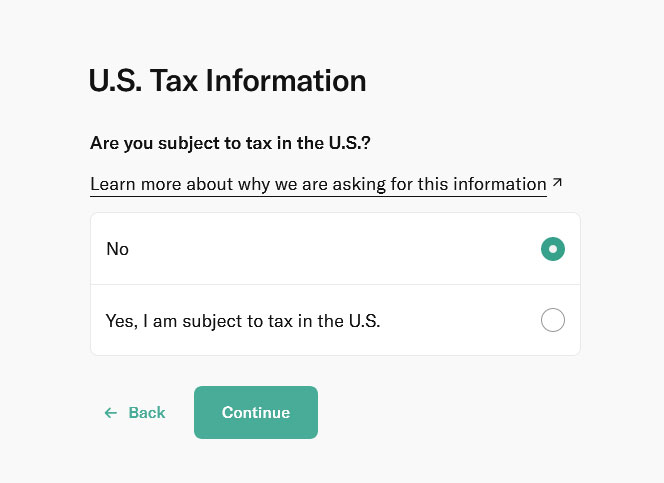 U.S. Tax Information
Are you subject to tax in the U.S.?
Learn more about why we are asking for this information ↗
No
Yes, I am subject to tax in the U.S.
← Back
Continue